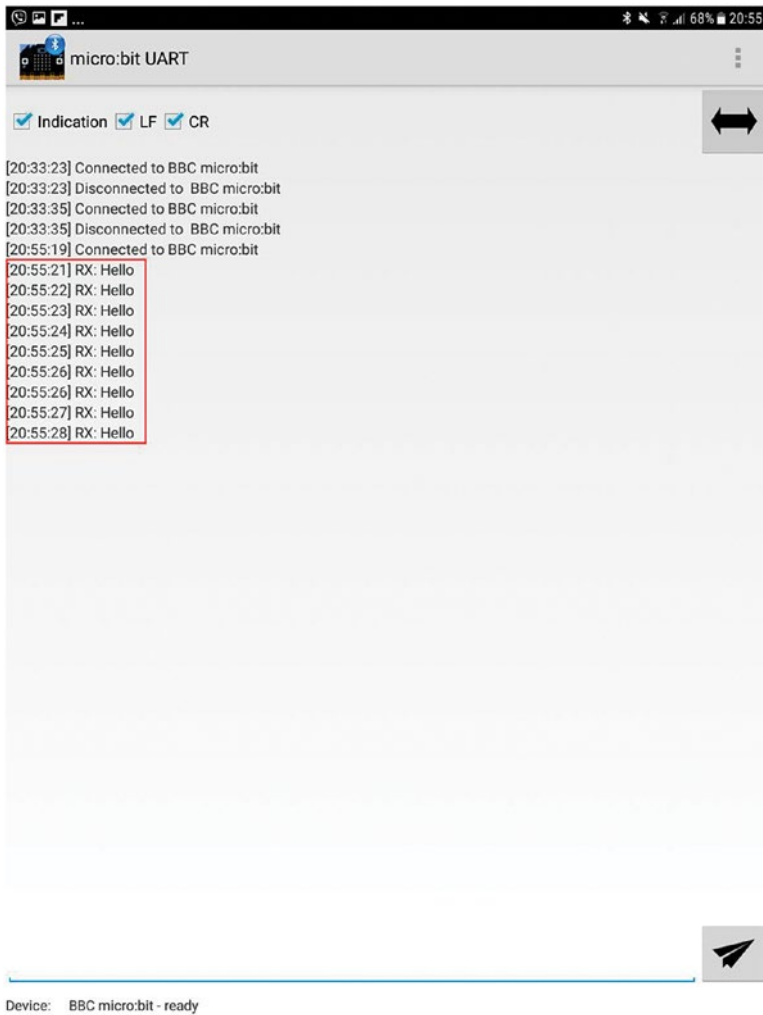 ... 68% 20:55
micro:bit UART
Indication LF CR
[20:33:23] Connected to BBC micro:bit
[20:33:23] Disconnected to BBC micro:bit
[20:33:35] Connected to BBC micro:bit
[20:33:35] Disconnected to BBC micro:bit
[20:55:19] Connected to BBC micro:bit
[20:55:21] RX: Hello
[20:55:22] RX: Hello
[20:55:23] RX: Hello
[20:55:24] RX: Hello
[20:55:25] RX: Hello
[20:55:26] RX: Hello
[20:55:26] RX: Hello
[20:55:27] RX: Hello
[20:55:28] RX: Hello
Device: BBC micro:bit - ready